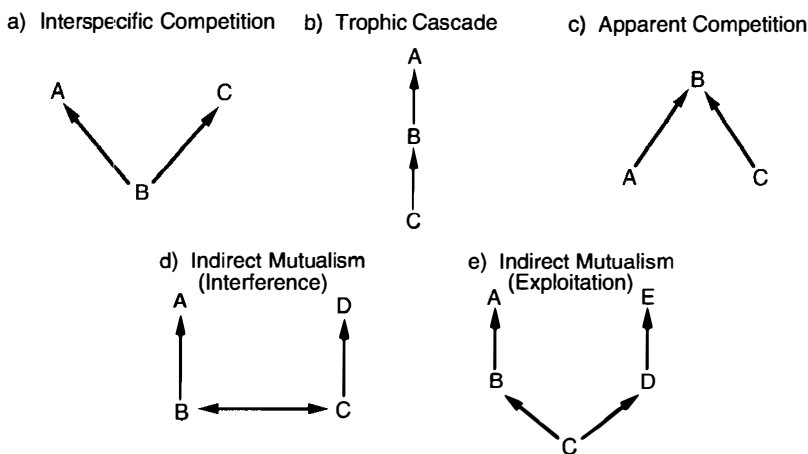 a) Interspecific Competition
b) Trophic Cascade
c) Apparent Competition
A
C
B
A
B
C
B
A
C
d) Indirect Mutualism
(Interference)
A
D
B
C
e) Indirect Mutualism
(Exploitation)
A
E
B
D
C